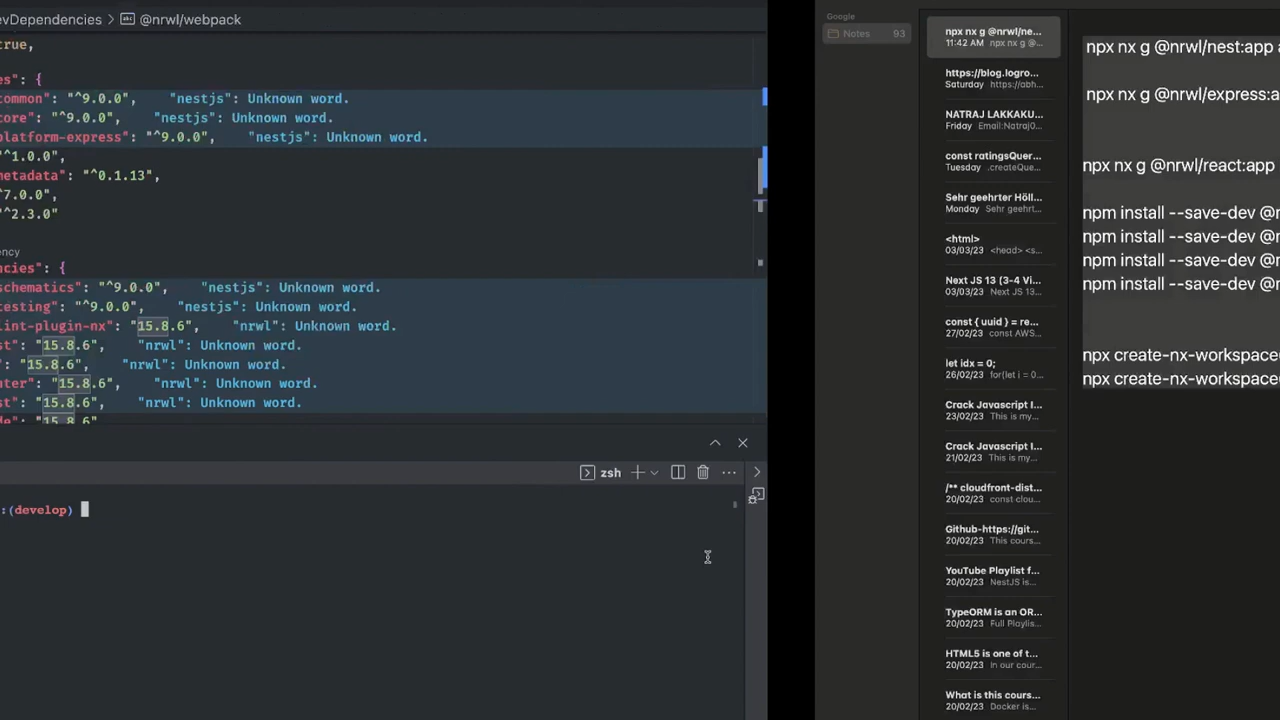 evDependencies > @nrwl/webpack
true,
es": {
common": "^9.0.0", "nestjs": Unknown word.
core": "^9.0.0", "nestjs": Unknown word.
platform-express": "^9.0.0", "nestjs": Unknown word.
"^1.0.0",
metadata": "^0.1.13",
^7.0.0",
"^2.3.0"
ency
ncies": {
schematics": "^9.0.0", "nestjs": Unknown word.
testing": "^9.0.0", "nestjs": Unknown word.
lint-plugin-nx": "15.8.6", "nrwl": Unknown word.
st": "15.8.6", "nrwl": Unknown word.
": "15.8.6", "nrwl": Unknown word.
nter": "15.8.6", "nrwl": Unknown word.
st": "15.8.6", "nrwl": Unknown word.
de": "15.8.6"
zsh
:(develop)
Google
Notes 93
npx nx g @nrwl/ne...
11:42 AM npx nx g @...
https://blog.logro...
Saturday https://abh...
NATRAJ LAKKAKU...
Friday Email:Natraj0...
const ratingsQuer...
Tuesday .createQue...
Sehr geehrter Höll...
Monday Sehr geehrt...
<html>
03/03/23 <head> <s...
Next JS 13 (3-4 Vi...
03/03/23 Next JS 13...
const { uuid } = re...
27/02/23 const AWS...
let idx = 0;
26/02/23 for(let i = 0...
Crack Javascript I...
23/02/23 This is my...
Crack Javascript I...
21/02/23 This is my...
/** cloudfront-dist...
20/02/23 const clou...
Github-https://git...
20/02/23 This cours...
YouTube Playlist f...
20/02/23 NestJS is...
TypeORM is an OR...
20/02/23 Full Playlis...
HTML5 is one of t...
20/02/23 In our cour...
What is this cours...
20/02/23 Docker is...
npx nx g @nrwl/nest:app a
npx nx g @nrwl/express:a
npx nx g @nrwl/react:app
npm install --save-dev @n
npm install --save-dev @n
npm install --save-dev @n
npm install --save-dev @n
npx create-nx-workspace
npx create-nx-workspace